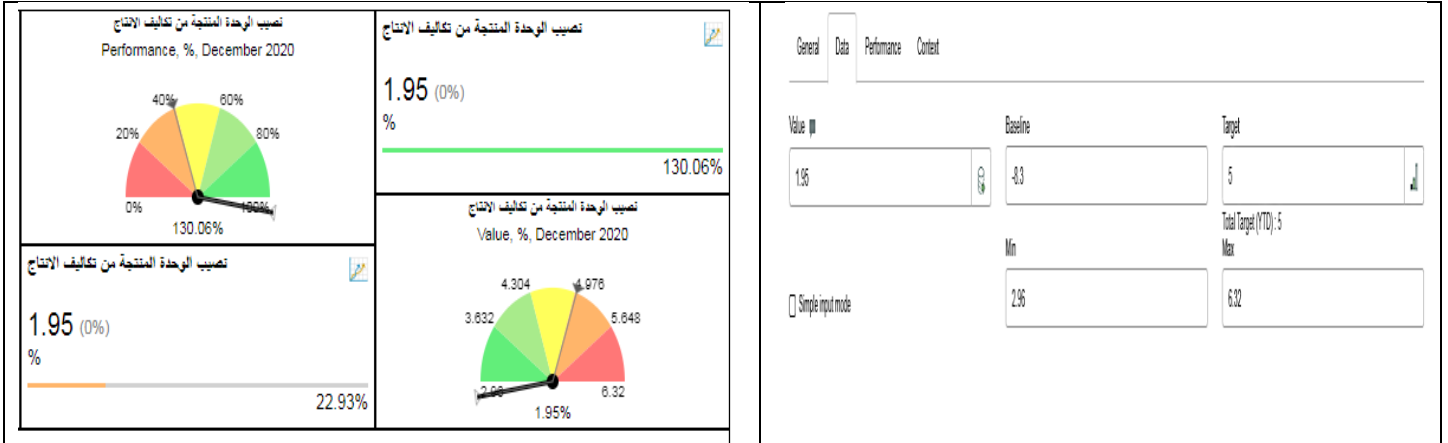 نصيب الوحدة المنتجة من تكاليف الانتاج
Performance, %, December 2020
40%
60%
20%
80%
0%
100%
130.06%
نصيب الوحدة المنتجة من تكاليف الانتاج
1.95 (0%)
%
130.06%
نصيب الوحدة المنتجة من تكاليف الانتاج
1.95 (0%)
%
22.93%
نصيب الوحدة المنتجة من تكاليف الانتاج
Value, %, December 2020
4.304
4.976
3.632
5.648
2.96
6.32
1.95%
General Data Performance Context
Value Baseline Target
1.95 -8.3 5
Total Target (YTD) : 5
Min Max
Simple input mode 2.96 6.32